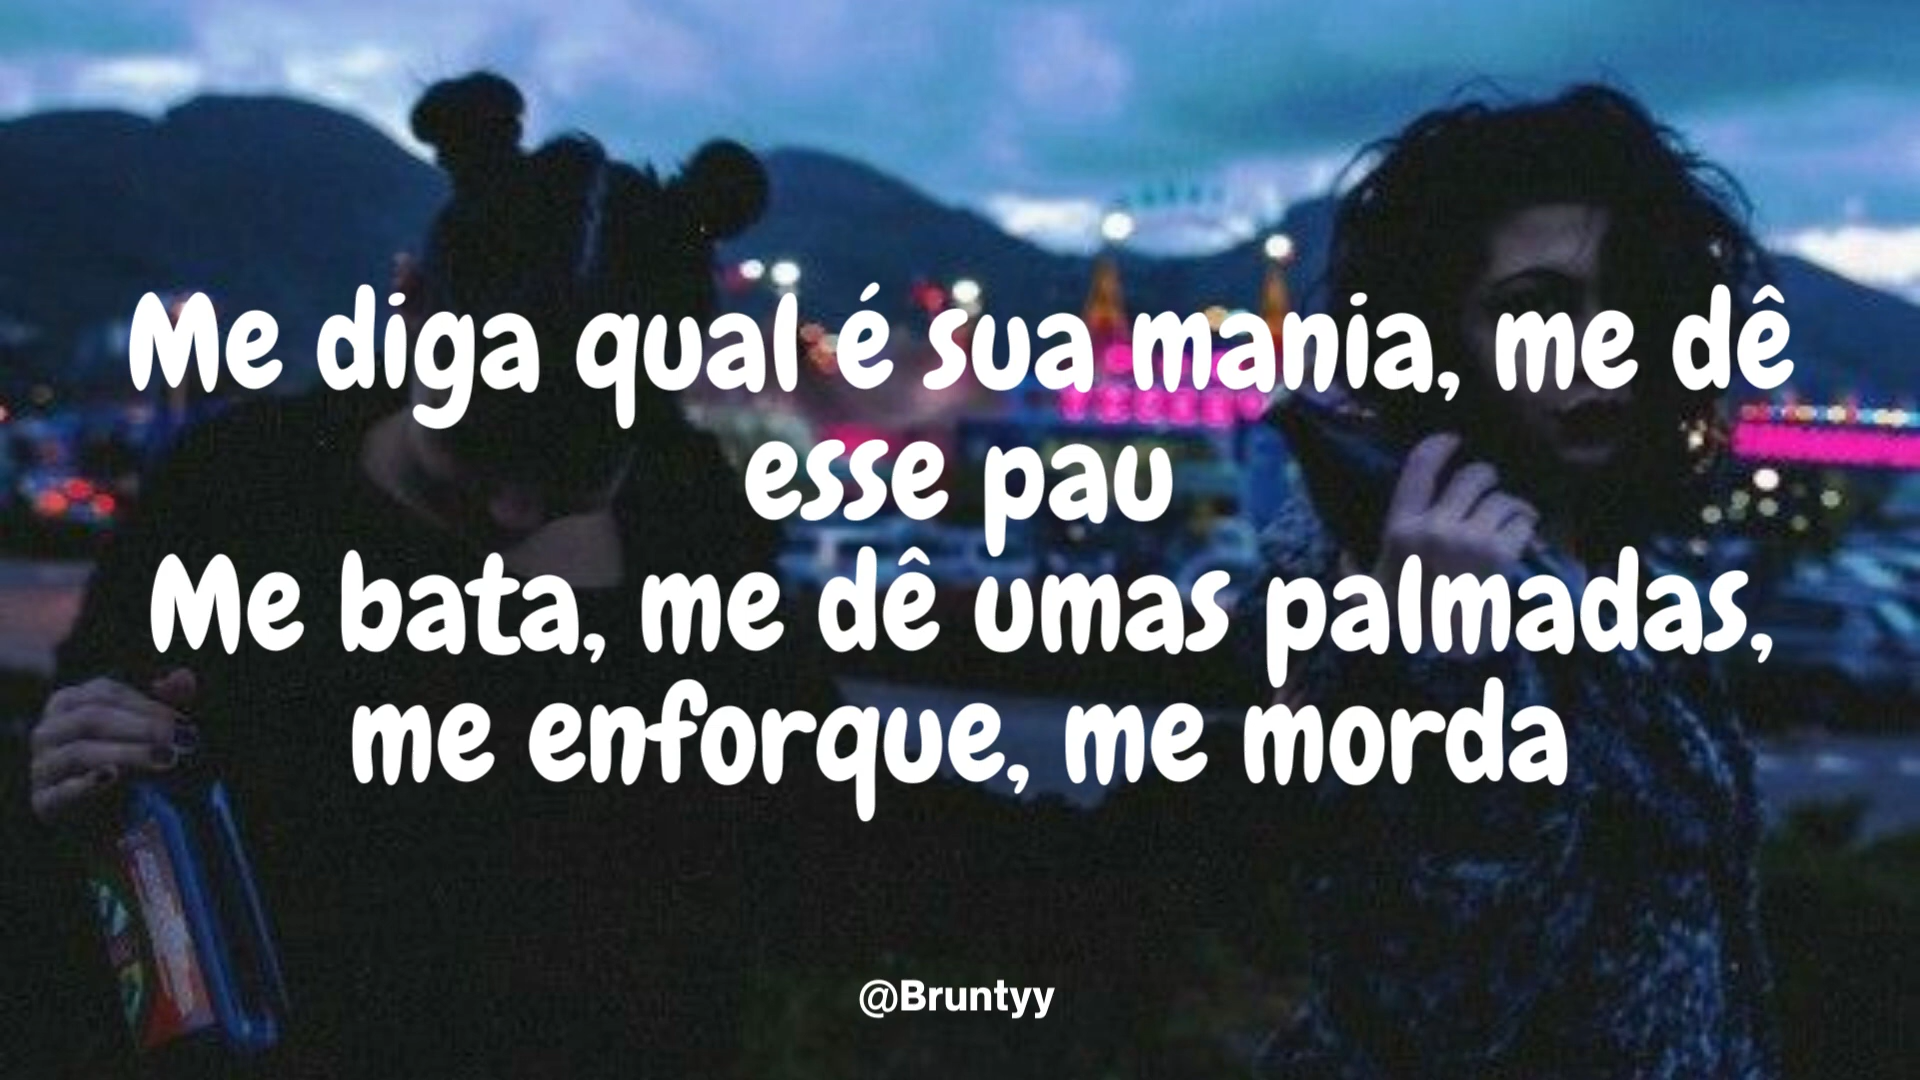 Me diga qual é sua mania, me dê
esse pau
Me bata, me dê umas palmadas,
me enforque, me morda
@Bruntyy